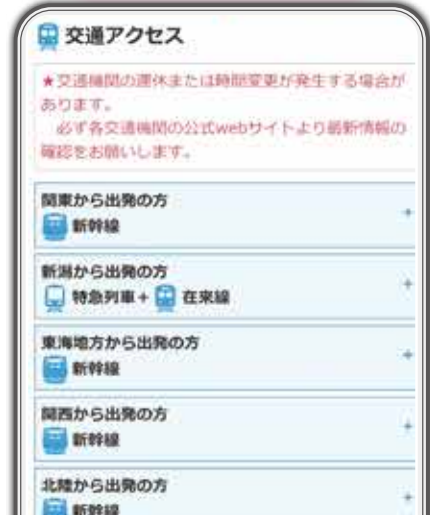 交通アクセス
★交通機関の運休または時間変更が発生する場合が
あります。
　必ず各交通機関の公式webサイトより最新情報の
確認をお願いします。
関東から出発の方
新幹線
+
新潟から出発の方
特急列車+ 在来線
+
東海地方から出発の方
新幹線
+
関西から出発の方
新幹線
+
北陸から出発の方
新幹線
+